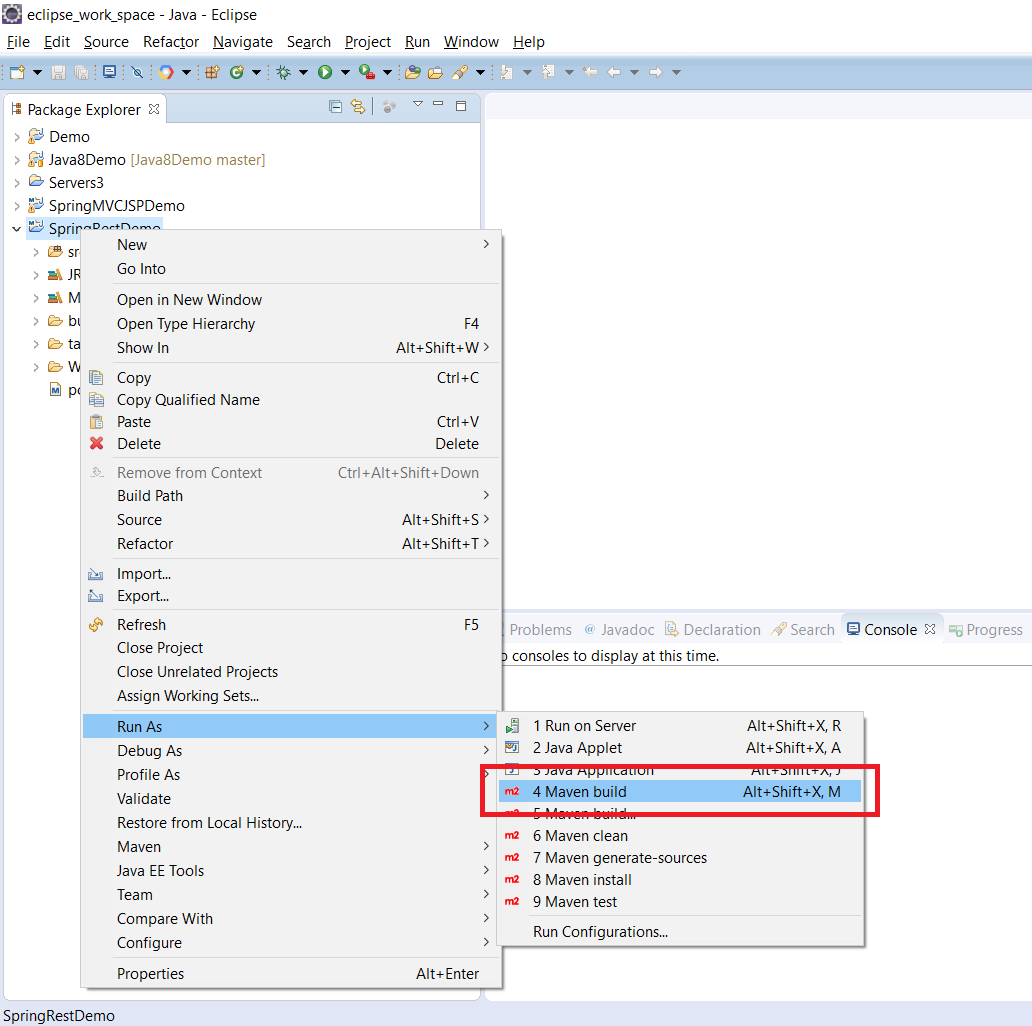 eclipse_work_space - Java - Eclipse
File Edit Source Refactor Navigate Search Project Run Window Help
Package Explorer
Demo
Java8Demo [Java8Demo master]
Servers3
SpringMVCJSPDemo
SpringRestDemo
New
Go Into
Open in New Window
Open Type Hierarchy F4
Show In Alt+Shift+W
Copy Ctrl+C
Copy Qualified Name
Paste Ctrl+V
Delete Delete
Remove from Context Ctrl+Alt+Shift+Down
Build Path
Source Alt+Shift+S
Refactor Alt+Shift+T
Import...
Export...
Refresh F5
Close Project
Close Unrelated Projects
Assign Working Sets...
Run As
Debug As
Profile As
Validate
Restore from Local History...
Maven
Java EE Tools
Team
Compare With
Configure
Properties Alt+Enter
Problems @ Javadoc Declaration Search Console Progress
consoles to display at this time.
1 Run on Server Alt+Shift+X, R
2 Java Applet Alt+Shift+X, A
3 Java Application Alt+Shift+X, J
m2 4 Maven build Alt+Shift+X, M
5 Maven build...
m2 6 Maven clean
m2 7 Maven generate-sources
m2 8 Maven install
m2 9 Maven test
Run Configurations...
SpringRestDemo